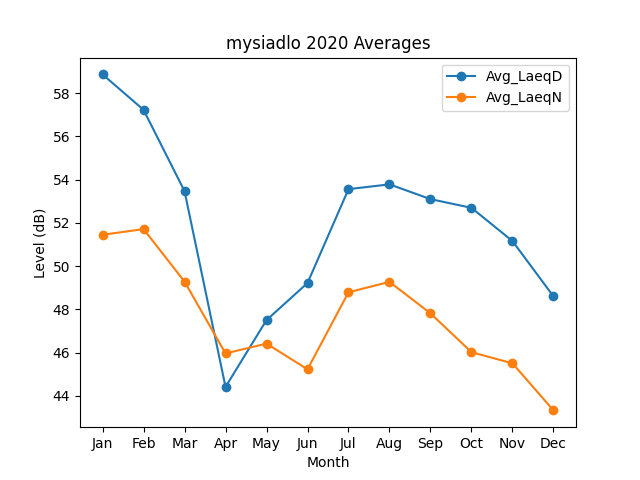 mysiadlo 2020 Averages
Avg_LaeqD
Avg_LaeqN
Level (dB)
58
56
54
52
50
48
46
44
Jan Feb Mar Apr May Jun Jul Aug Sep Oct Nov Dec
Month